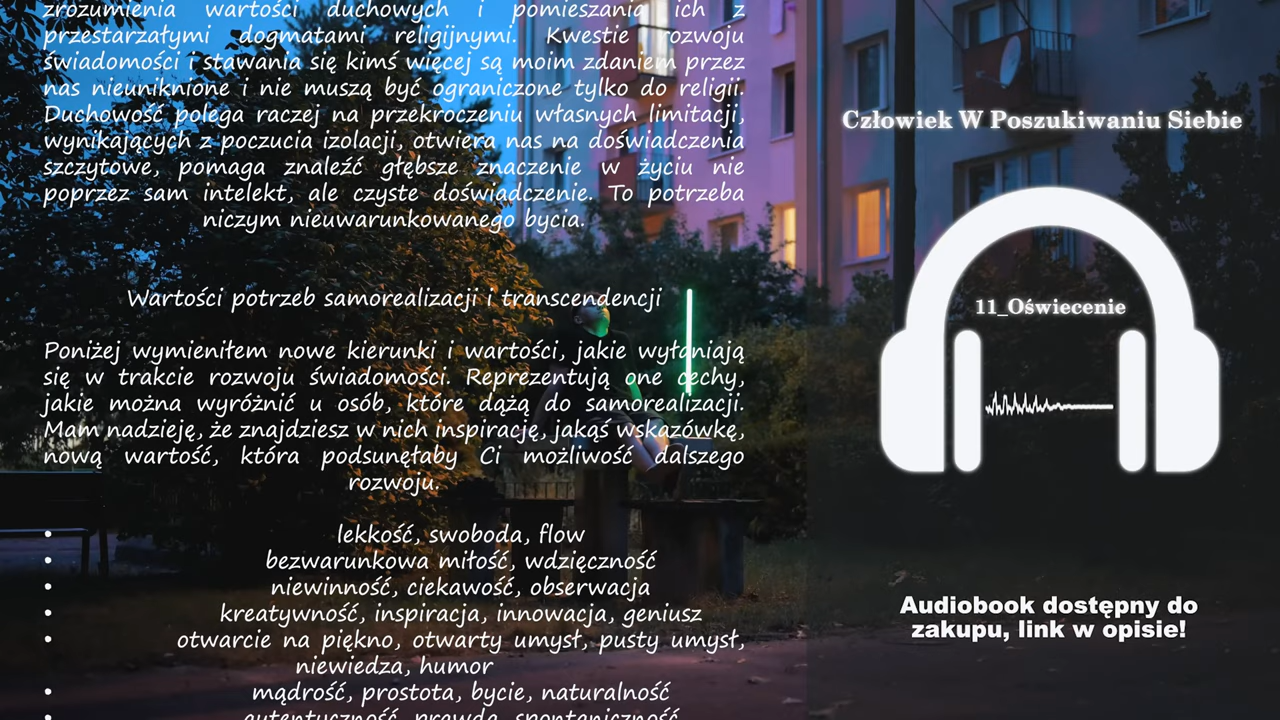 zrozumienia wartości duchowych i pomieszania ich z
przestarzałymi dogmatami religijnymi. Kwestie rozwoju
świadomości i stawania się kimś więcej są moim zdaniem przez
nas nieuniknione i nie muszą być ograniczone tylko do religii.
Duchowość polega raczej na przekroczeniu własnych limitacji,
wynikających z poczucia izolacji, otwiera nas na doświadczenia
szczytowe, pomaga znaleźć głębsze znaczenie w życiu nie
poprzez sam intelekt, ale czyste doświadczenie. To potrzeba
niczym nieuwarunkowanego bycia.
Wartości potrzeb samorealizacji i transcendencji
Poniżej wymieniłem nowe kierunki i wartości, jakie wyłaniają
się w trakcie rozwoju świadomości. Reprezentują one cechy,
jakie można wyróżnić u osób, które dążą do samorealizacji.
Mam nadzieję, że znajdziesz w nich inspirację, jakąś wskazówkę,
nową wartość, która podsunęłaby Ci możliwość dalszego
rozwoju.
• lekkość, swoboda, flow
• bezwarunkowa miłość, wdzięczność
• niewinność, ciekawość, obserwacja
• kreatywność, inspiracja, innowacja, geniusz
• otwarcie na piękno, otwarty umysł, pusty umysł,
niewiedza, humor
• mądrość, prostota, bycie, naturalność
• autentyczność, prawda, spontaniczność
Człowiek W Poszukiwaniu Siebie
11_Oświecenie
Audiobook dostępny do
zakupu, link w opisie!